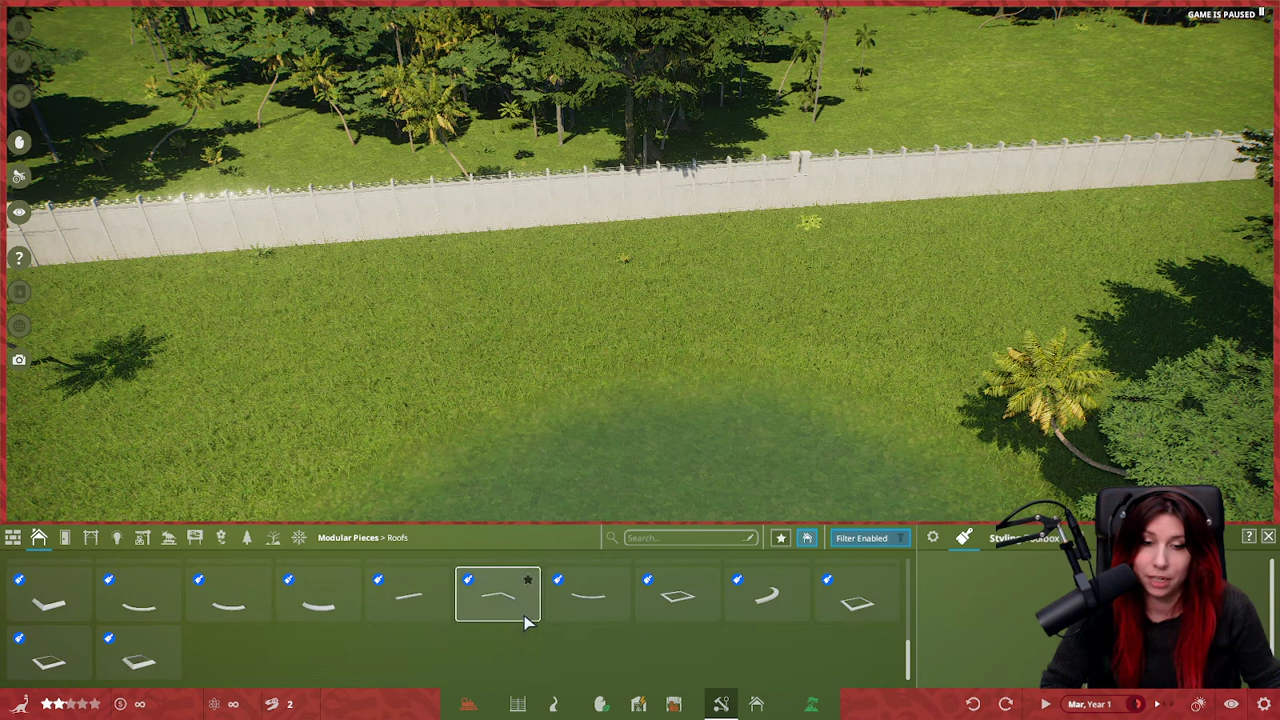 GAME IS PAUSED
?
Modular Pieces > Roofs
Search...
Filter Enabled
Styling
?
∞
∞
2
Mar, Year 1